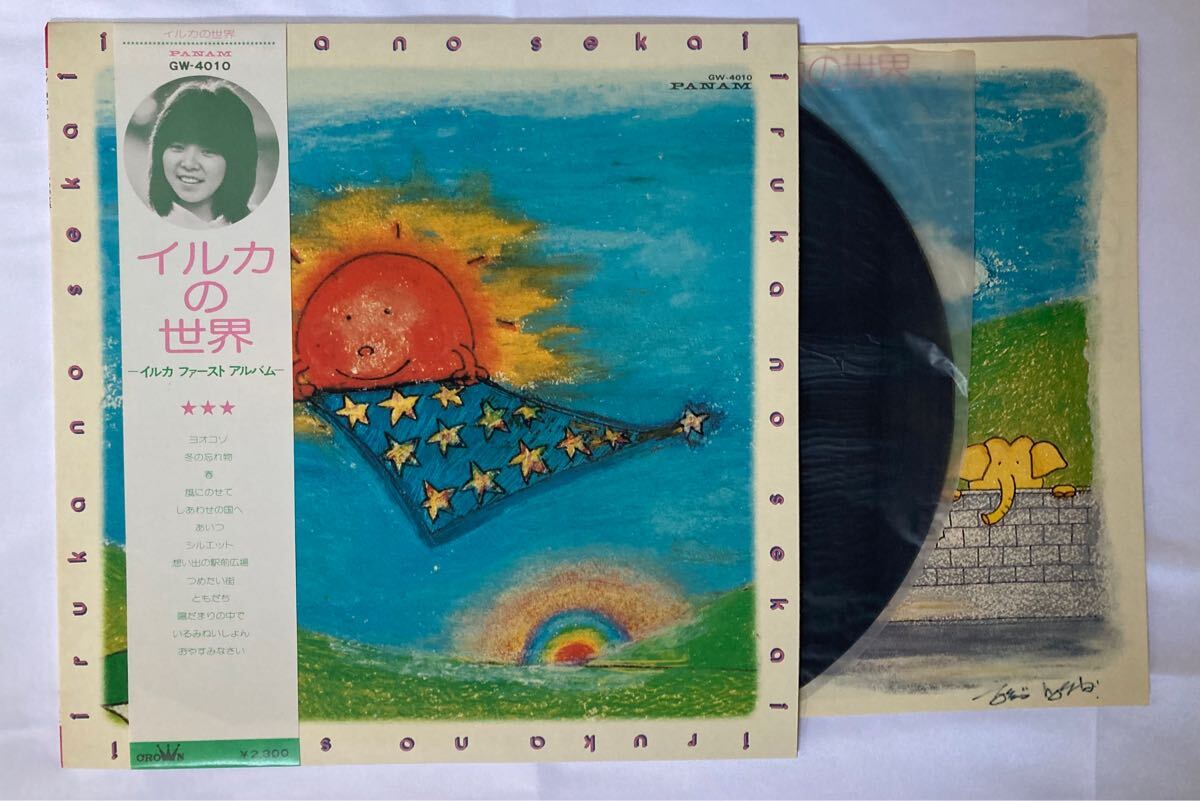 イルカの世界
PANAM
GW-4010
イルカ
の
世界
ーイルカ ファースト アルバムー
★★★
ヨオコソ
冬の忘れ物
春
風にのせて
しあわせの国へ
あいつ
シルエット
想い出の駅前広場
つめたい街
ともだち
陽だまりの中で
いるみねいしょん
おやすみなさい
CROWN ¥2,300
a no sekai
iruka no sekai
iruka no s
iruka no sekai
GW-4010
PANAM
の世界